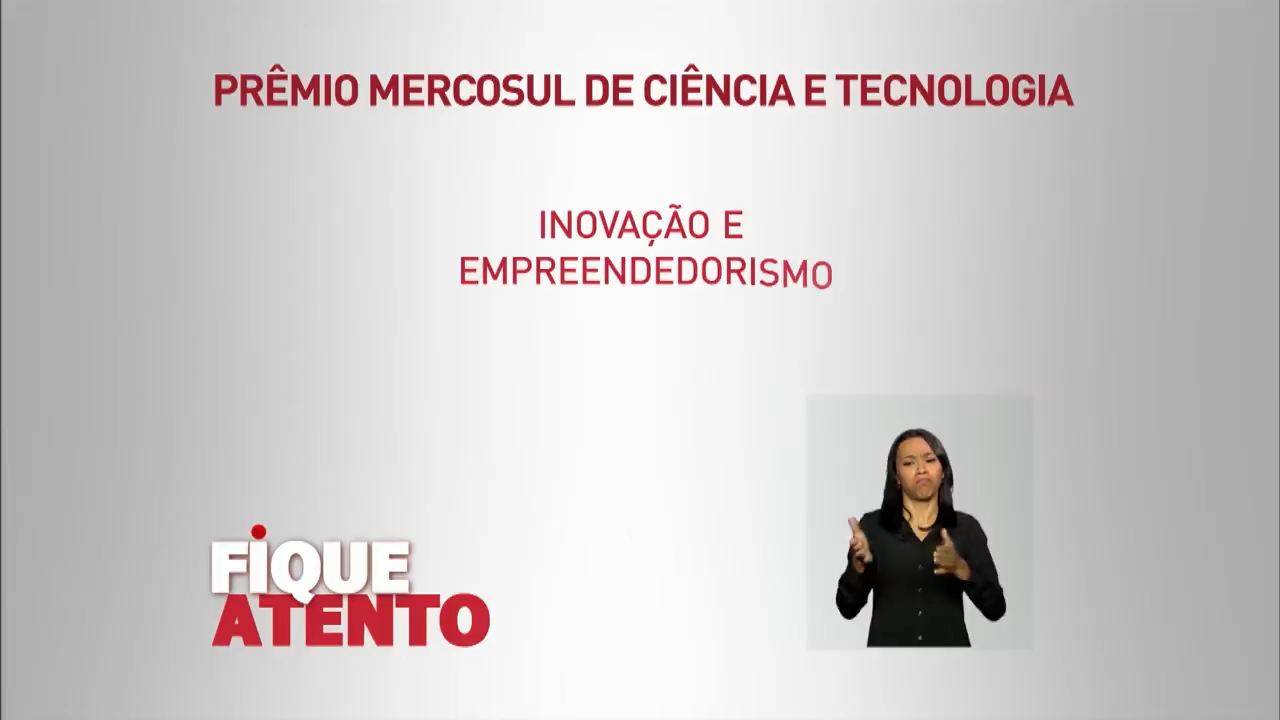 PRÊMIO MERCOSUL DE CIÊNCIA E TECNOLOGIA
INOVAÇÃO E
EMPREENDEDORISMO
FIQUE
ATENTO